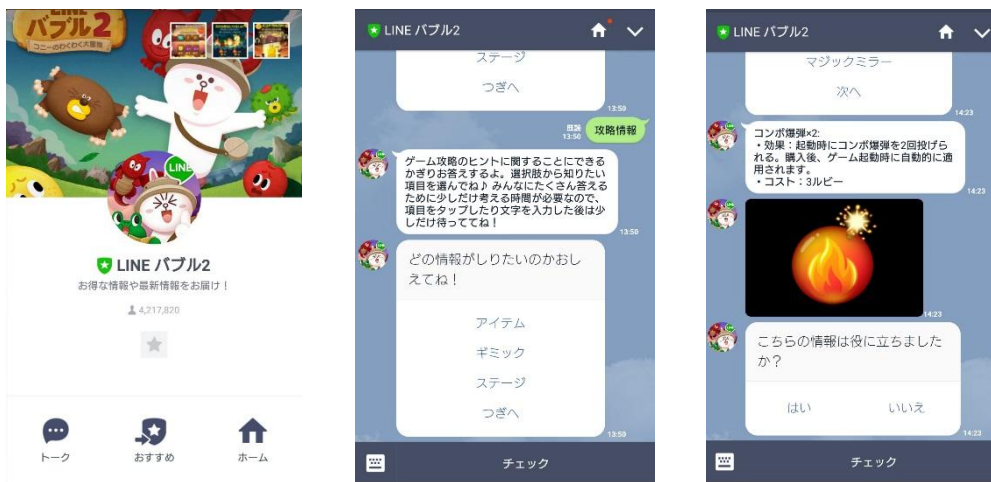 LINE
バブル2
コニーのわくわく大冒険
LINE
LINE バブル2
お得な情報や最新情報をお届け！
4,217,820
トーク
おすすめ
ホーム
LINE バブル2
ステージ
つぎへ
13:50
既読
13:50
攻略情報
ゲーム攻略のヒントに関することにできる
かぎりお答えするよ。選択肢から知りたい
項目を選んでね♪ みんなにたくさん答える
ために少しだけ考える時間が必要なので、
項目をタップしたり文字を入力した後は少
しだけ待っててね！
13:50
どの情報がしりたいのかおし
えてね！
アイテム
ギミック
ステージ
つぎへ
13:50
チェック
LINE バブル2
マジックミラー
次へ
14:23
コンボ爆弾×2:
・効果：起動時にコンボ爆弾を2回投げら
れる。購入後、ゲーム起動時に自動的に適
用されます。
・コスト：3ルビー
14:23
14:23
こちらの情報は役に立ちました
か？
はい
いいえ
14:23
チェック